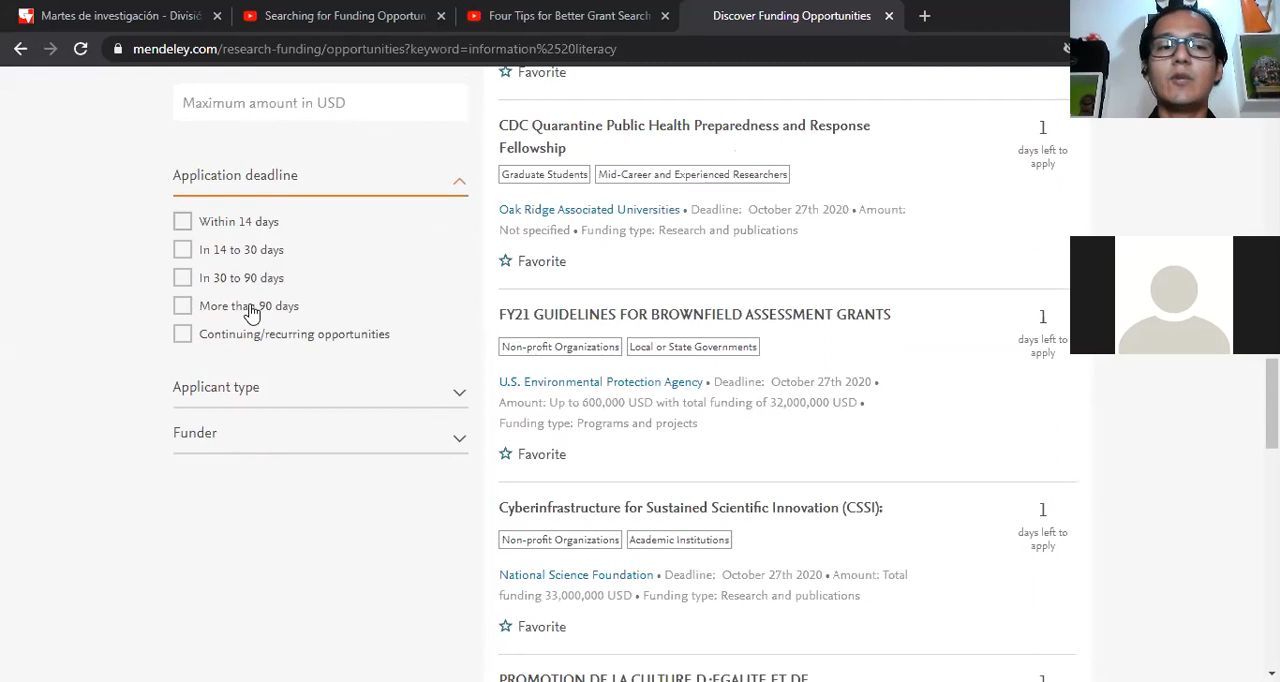 Martes de investigación - Divisió
Searching for Funding Opportun
Four Tips for Better Grant Search
Discover Funding Opportunities
mendeley.com/research-funding/opportunities?keyword=information%2520literacy
Maximum amount in USD
Application deadline
Within 14 days
In 14 to 30 days
In 30 to 90 days
More than 90 days
Continuing/recurring opportunities
Applicant type
Funder
Favorite
CDC Quarantine Public Health Preparedness and Response
Fellowship
Graduate Students
Mid-Career and Experienced Researchers
Oak Ridge Associated Universities • Deadline: October 27th 2020 • Amount:
Not specified • Funding type: Research and publications
Favorite
1
days left to
apply
FY21 GUIDELINES FOR BROWNFIELD ASSESSMENT GRANTS
Non-profit Organizations
Local or State Governments
U.S. Environmental Protection Agency • Deadline: October 27th 2020 •
Amount: Up to 600,000 USD with total funding of 32,000,000 USD •
Funding type: Programs and projects
Favorite
1
days left to
apply
Cyberinfrastructure for Sustained Scientific Innovation (CSSI):
Non-profit Organizations
Academic Institutions
National Science Foundation • Deadline: October 27th 2020 • Amount: Total
funding 33,000,000 USD • Funding type: Research and publications
Favorite
1
days left to
apply
PROMOTION DE LA CULTURE D :EGALITE ET DE
1